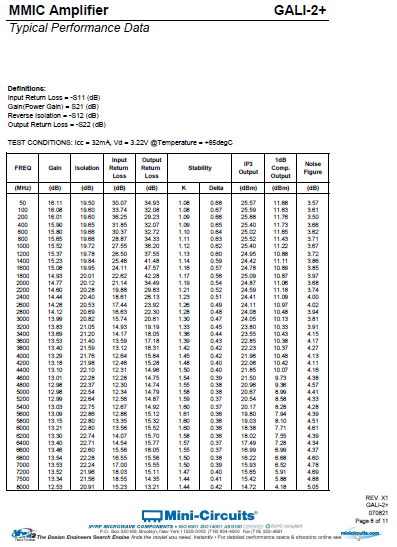 MMIC Amplifier GALI-2+
Typical Performance Data
Definitions:
Input Return Loss = -S11 (dB)
Gain(Power Gain) = S21 (dB)
Reverse Isolation = -S12 (dB)
Output Return Loss = -S22 (dB)
TEST CONDITIONS: Icc = 32mA, Vd = 3.22V @Temperature = +85degC
FREQ Gain Isolation Input Return Loss Output Return Loss Stability IP3 Output 1dB Comp. Output Noise Figure
(MHz) (dB) (dB) (dB) (dB) K Delta (dBm) (dBm) (dB)
50 16.11 19.50 30.07 34.93 1.08 0.68 25.57 11.68 3.57
100 16.08 19.60 33.74 32.08 1.08 0.67 25.59 11.63 3.61
200 16.01 19.60 36.25 29.23 1.09 0.66 25.88 11.76 3.50
400 15.90 19.65 31.85 32.07 1.09 0.65 25.40 11.73 3.66
600 15.80 19.66 30.37 32.72 1.10 0.64 25.02 11.65 3.62
800 15.65 19.66 28.87 34.33 1.11 0.63 25.52 11.43 3.71
1000 15.52 19.72 27.55 36.20 1.12 0.62 25.40 11.22 3.67
1200 15.37 19.78 26.50 37.55 1.13 0.60 24.95 10.88 3.72
1400 15.23 19.84 25.46 41.48 1.14 0.59 24.42 11.11 3.86
1600 15.08 19.95 24.11 47.57 1.16 0.57 24.78 10.89 3.85
1800 14.93 20.01 22.82 42.28 1.17 0.56 25.09 10.87 3.97
2000 14.77 20.12 21.14 34.49 1.19 0.54 24.87 11.06 3.88
2200 14.60 20.28 19.88 29.83 1.21 0.52 24.59 11.18 3.74
2400 14.44 20.40 18.61 26.13 1.23 0.51 24.41 11.09 4.00
2600 14.28 20.53 17.44 23.92 1.26 0.49 24.11 10.97 4.02
2800 14.12 20.69 16.63 22.30 1.28 0.48 24.08 10.48 3.94
3000 13.99 20.82 15.74 20.61 1.30 0.47 24.05 10.13 3.81
3200 13.83 21.05 14.93 19.19 1.33 0.45 23.80 10.33 3.91
3400 13.69 21.20 14.17 18.05 1.36 0.44 23.55 10.43 4.15
3600 13.53 21.40 13.59 17.18 1.39 0.43 22.85 10.38 4.17
3800 13.40 21.59 13.12 16.31 1.42 0.42 22.23 10.37 4.27
4000 13.29 21.76 12.64 15.64 1.45 0.42 21.98 10.43 4.13
4200 13.18 21.98 12.46 15.28 1.48 0.40 22.08 10.42 4.11
4400 13.10 22.10 12.31 14.96 1.50 0.40 21.85 10.07 4.16
4600 13.01 22.28 12.28 14.75 1.54 0.39 21.50 9.73 4.38
4800 12.98 22.37 12.30 14.74 1.55 0.38 20.96 9.36 4.57
5000 12.98 22.54 12.34 14.79 1.58 0.38 20.67 8.99 4.41
5200 12.99 22.64 12.56 14.87 1.59 0.37 20.54 8.58 4.33
5400 13.03 22.75 12.67 14.92 1.60 0.37 20.17 8.28 4.28
5600 13.09 22.86 12.86 15.12 1.61 0.36 19.80 7.94 4.39
5800 13.15 22.80 13.35 15.32 1.60 0.36 19.03 8.10 4.51
6000 13.21 22.80 13.56 15.52 1.60 0.36 18.38 7.71 4.61
6200 13.30 22.74 14.07 15.70 1.58 0.36 18.02 7.55 4.39
6400 13.40 22.71 14.54 15.77 1.57 0.37 17.49 7.28 4.34
6600 13.46 22.60 15.56 16.05 1.55 0.37 16.99 6.99 4.37
6800 13.54 22.28 16.55 15.56 1.50 0.38 16.22 6.68 4.60
7000 13.53 22.24 17.00 15.55 1.50 0.39 15.93 6.52 4.78
7200 13.52 21.96 18.03 15.11 1.47 0.40 15.65 5.91 4.69
7500 13.34 21.56 18.55 14.35 1.44 0.41 15.42 5.88 4.88
8000 12.53 20.91 15.23 13.21 1.44 0.42 14.72 4.18 5.05
REV. X1
GALI-2+
070821
Page 8 of 11
Mini-Circuits®
IF/RF MICROWAVE COMPONENTS • ISO 9001 ISO 14001 AS9100 CERTIFIED RoHS compliant
P.O. Box 350166, Brooklyn, New York 11235-0003 (718) 934-4500 Fax (718) 332-4661
The Design Engineers Search Engine finds the model you need, Instantly • For detailed performance specs & shopping online see minicircuits.com